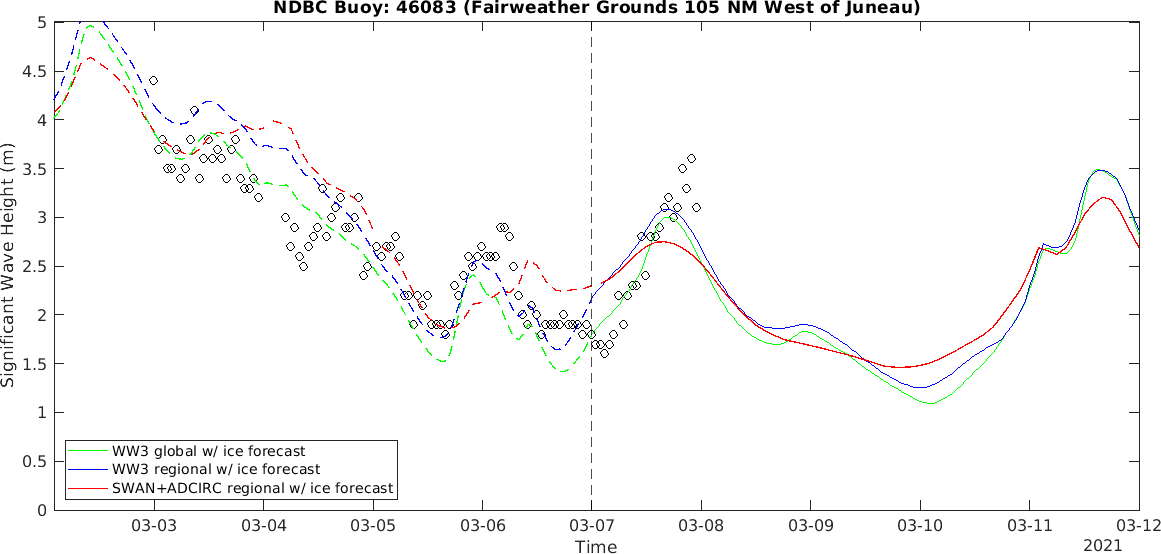 NDBC Buoy: 46083 (Fairweather Grounds 105 NM West of Juneau)
5
4.5
4
3.5
3
2.5
2
1.5
1
0.5
0
Significant Wave Height (m)
WW3 global w/ ice forecast
WW3 regional w/ ice forecast
SWAN+ADCIRC regional w/ ice forecast
03-03 03-04 03-05 03-06 03-07 03-08 03-09 03-10 03-11 03-12
Time
2021